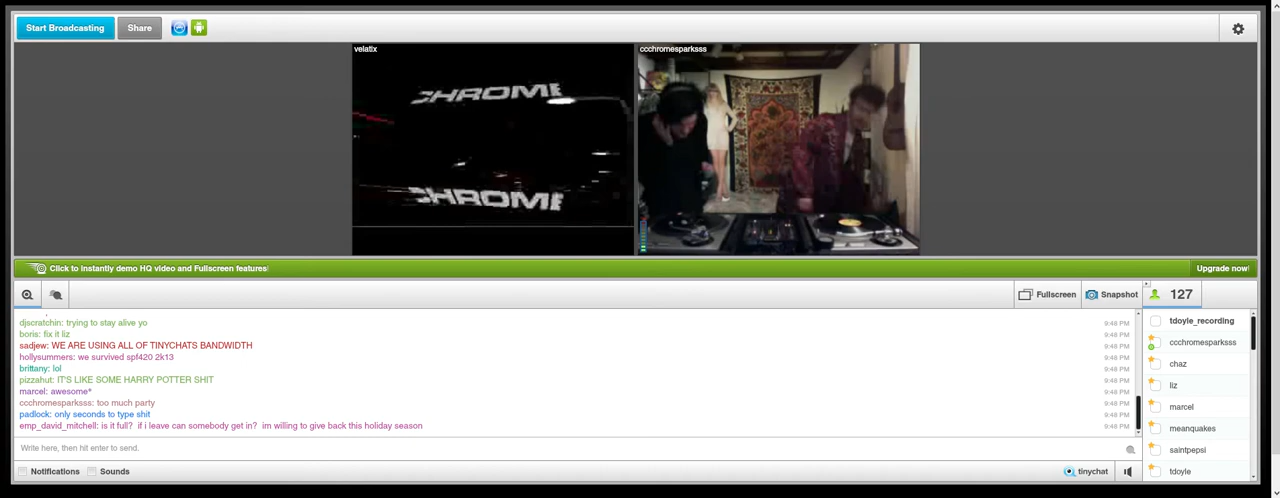 Start Broadcasting
Share
velatix
ccchromesparksss
CHROME
CHROME
Click to instantly demo HQ video and Fullscreen features!
Upgrade now!
Fullscreen
Snapshot
127
djscratchin: trying to stay alive yo 9:48 PM
boris: fix it liz 9:48 PM
sadjew: WE ARE USING ALL OF TINYCHATS BANDWIDTH 9:48 PM
hollysummers: we survived spf420 2k13 9:48 PM
brittany: lol 9:48 PM
pizzahut: IT'S LIKE SOME HARRY POTTER SHIT 9:48 PM
marcel: awesome* 9:48 PM
ccchromesparksss: too much party 9:48 PM
padlock: only seconds to type shit 9:48 PM
emp_david_mitchell: is it full? if i leave can somebody get in? im willing to give back this holiday season 9:48 PM
tdoyle_recording
ccchromesparksss
chaz
liz
marcel
meanquakes
saintpepsi
tdoyle
Write here, then hit enter to send.
Notifications
Sounds
tinychat